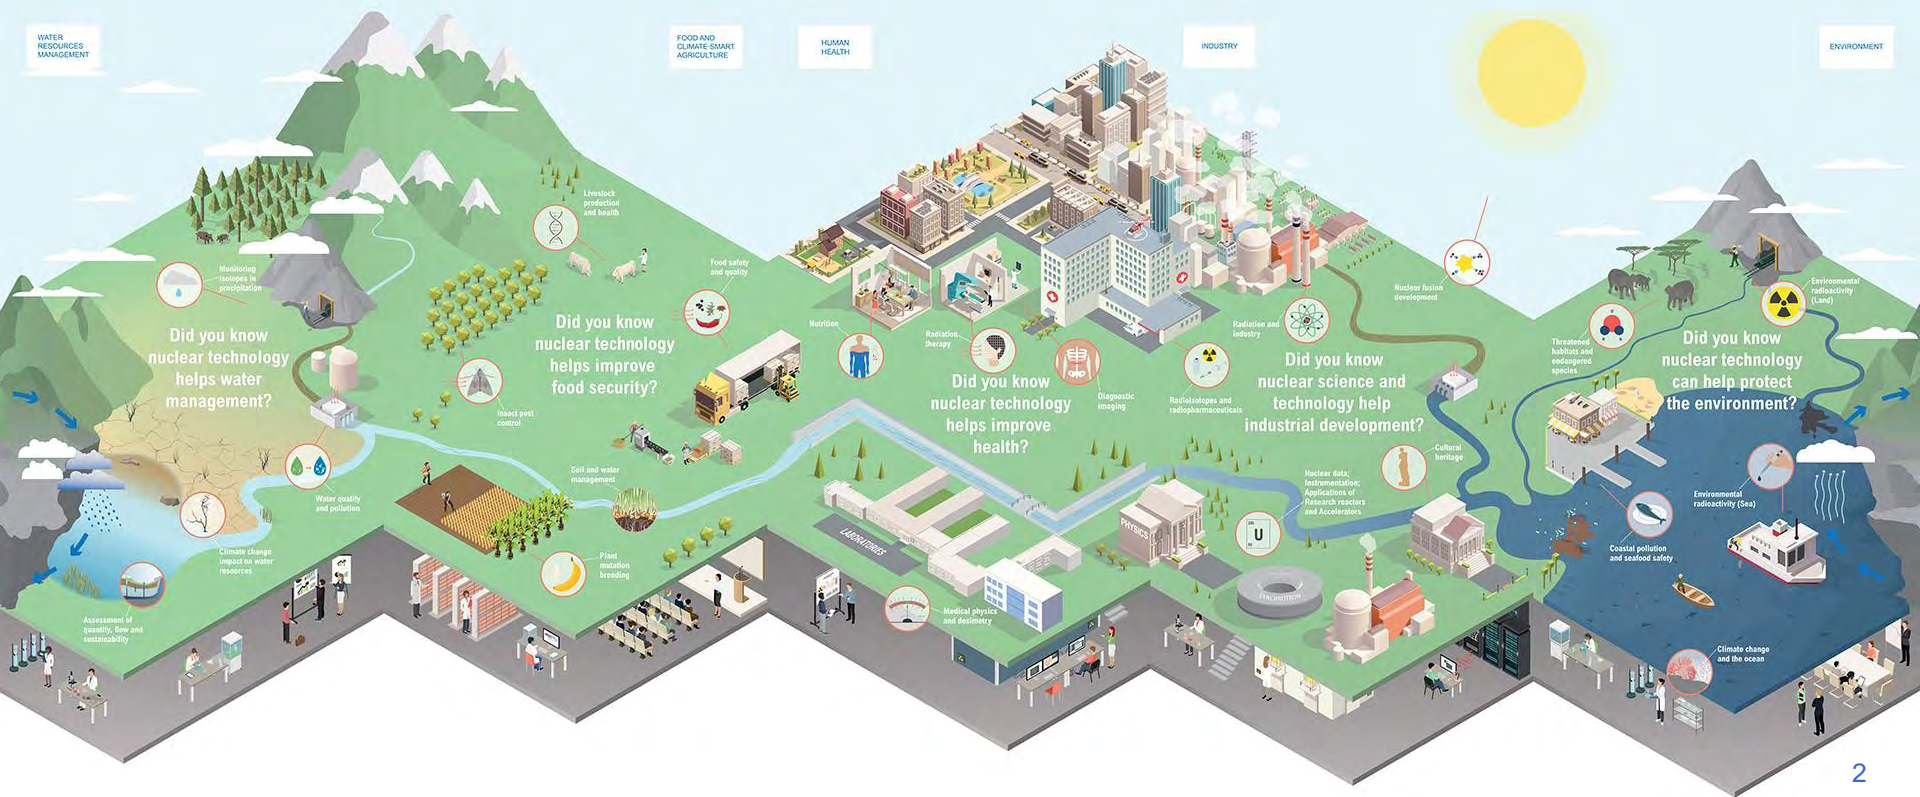 WATER
RESOURCES
MANAGEMENT
FOOD AND
CLIMATE-SMART
AGRICULTURE
HUMAN
HEALTH
INDUSTRY
ENVIRONMENT
Monitoring
isotopes in
precipitation
Did you know
nuclear technology
helps water
management?
Water quality
and pollution
Climate change
impact on water
resources
Assessment of
quantity, flow and
sustainability
Livestock
production
and health
Food safety
and quality
Did you know
nuclear technology
helps improve
food security?
Insect pest
control
Soil and water
management
Plant
mutation
breeding
Nutrition
Radiation
therapy
Diagnostic
imaging
Radioisotopes and
radiopharmaceuticals
Did you know
nuclear technology
helps improve
health?
LABORATORIES
Medical physics
and dosimetry
Radiation and
industry
Nuclear fusion
development
Did you know
nuclear science and
technology help
industrial development?
Cultural
heritage
Nuclear data;
Instrumentation;
Applications of
Research reactors
and Accelerators
U
PHYSICS
SYNCHROTRON
Threatened
habitats and
endangered
species
Environmental
radioactivity
(Land)
Did you know
nuclear technology
can help protect
the environment?
Environmental
radioactivity (Sea)
Coastal pollution
and seafood safety
Climate change
and the ocean
2